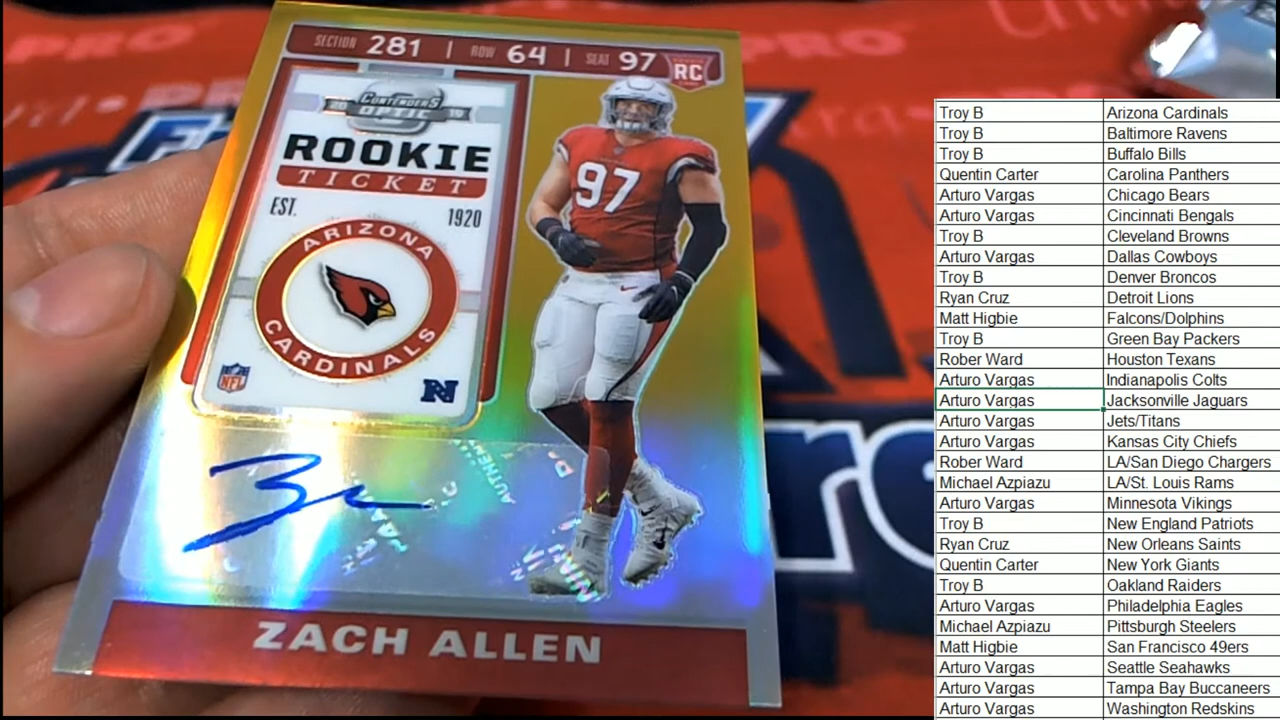 SECTION 281 | ROW 64 | SEAT 97 RC
20 CONTENDERS OPTIC 19
ROOKIE
TICKET
EST. 1920
ARIZONA
CARDINALS
NFL N
97
ZACH ALLEN
Troy B Arizona Cardinals
Troy B Baltimore Ravens
Troy B Buffalo Bills
Quentin Carter Carolina Panthers
Arturo Vargas Chicago Bears
Arturo Vargas Cincinnati Bengals
Troy B Cleveland Browns
Arturo Vargas Dallas Cowboys
Troy B Denver Broncos
Ryan Cruz Detroit Lions
Matt Higbie Falcons/Dolphins
Troy B Green Bay Packers
Rober Ward Houston Texans
Arturo Vargas Indianapolis Colts
Arturo Vargas Jacksonville Jaguars
Arturo Vargas Jets/Titans
Arturo Vargas Kansas City Chiefs
Rober Ward LA/San Diego Chargers
Michael Azpiazu LA/St. Louis Rams
Arturo Vargas Minnesota Vikings
Troy B New England Patriots
Ryan Cruz New Orleans Saints
Quentin Carter New York Giants
Troy B Oakland Raiders
Arturo Vargas Philadelphia Eagles
Michael Azpiazu Pittsburgh Steelers
Matt Higbie San Francisco 49ers
Arturo Vargas Seattle Seahawks
Arturo Vargas Tampa Bay Buccaneers
Arturo Vargas Washington Redskins